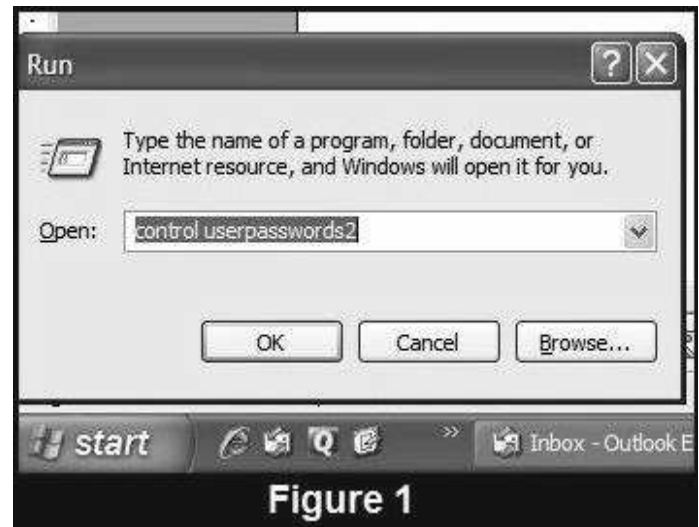 Run
Type the name of a program, folder, document, or
Internet resource, and Windows will open it for you.
Open:
control userpasswords2
OK
Cancel
Browse...
start
Q
»
Inbox - Outlook E
Figure 1